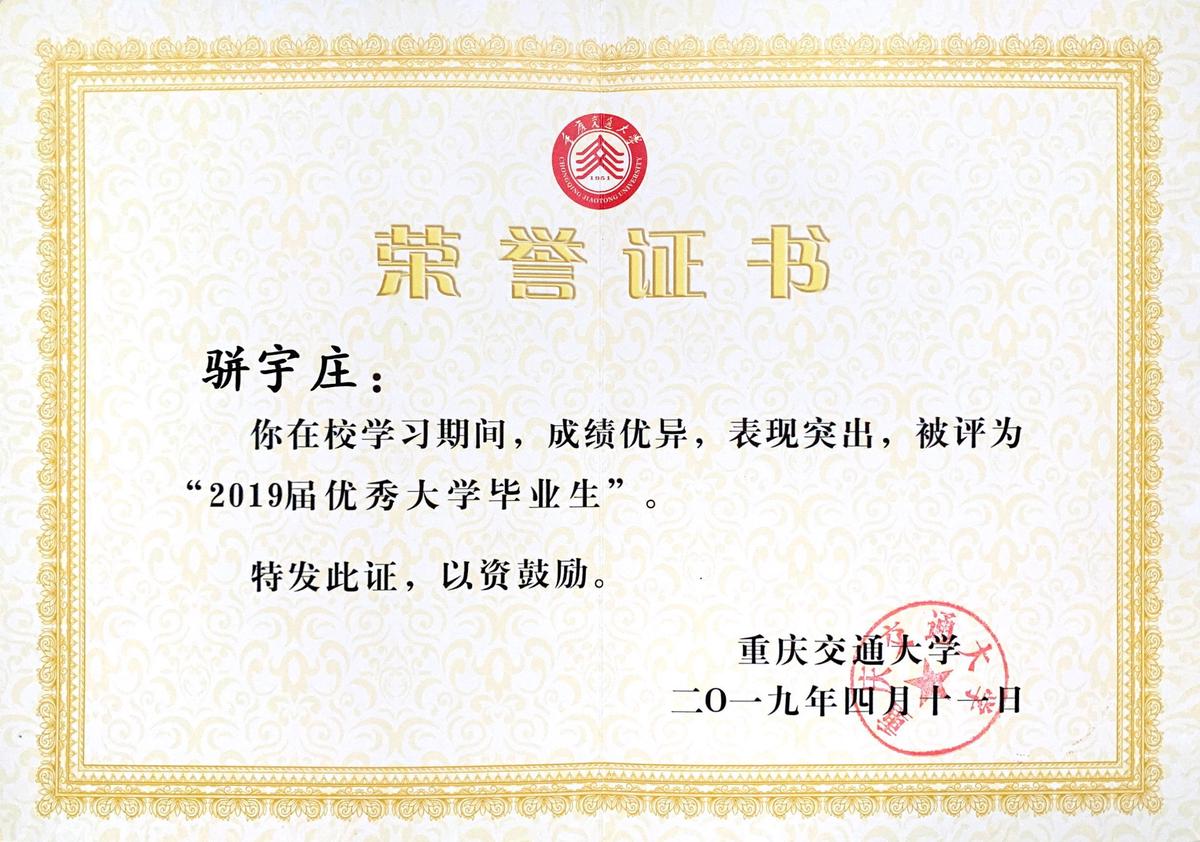 重庆交通大学
CHONGQING JIAOTONG UNIVERSITY
1951
荣誉证书
骈宇庄：
你在校学习期间，成绩优异，表现突出，被评为
“2019届优秀大学毕业生”。
特发此证，以资鼓励。
重庆交通大学
二O一九年四月十一日
重庆交通大学